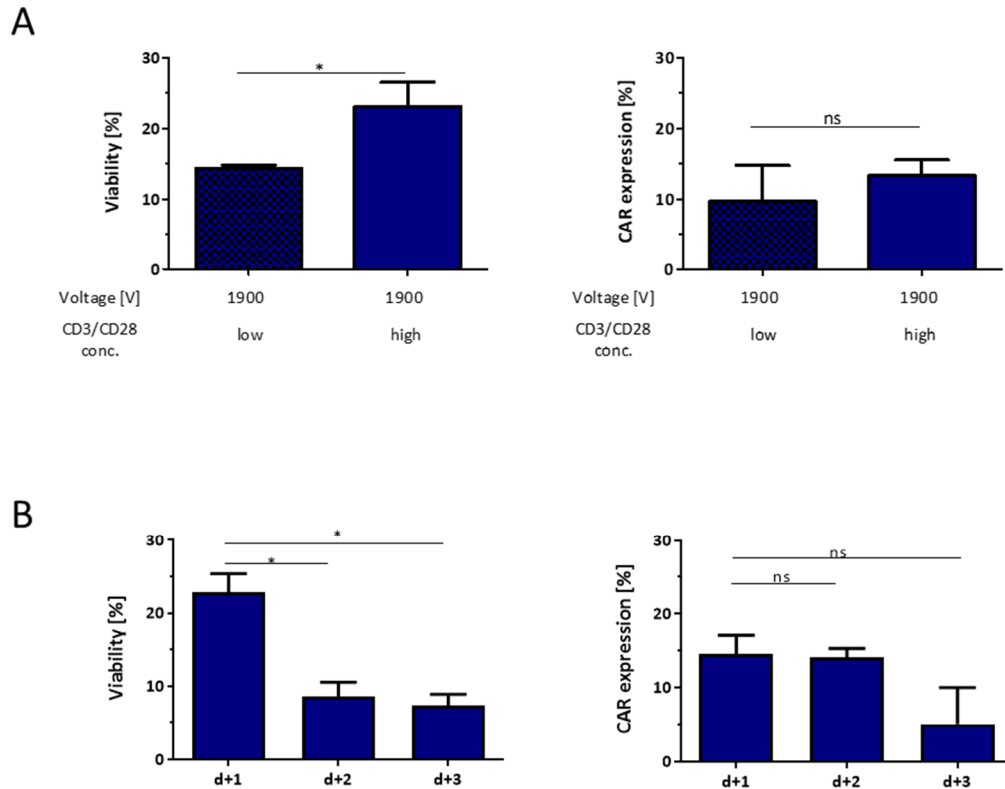 A
Viability [%]
30
20
10
0
*
Voltage [V]
1900
1900
CD3/CD28
conc.
low
high
CAR expression [%]
30
20
10
0
ns
Voltage [V]
1900
1900
CD3/CD28
conc.
low
high
B
Viability [%]
30
20
10
0
*
*
d+1
d+2
d+3
CAR expression [%]
30
20
10
0
ns
ns
d+1
d+2
d+3